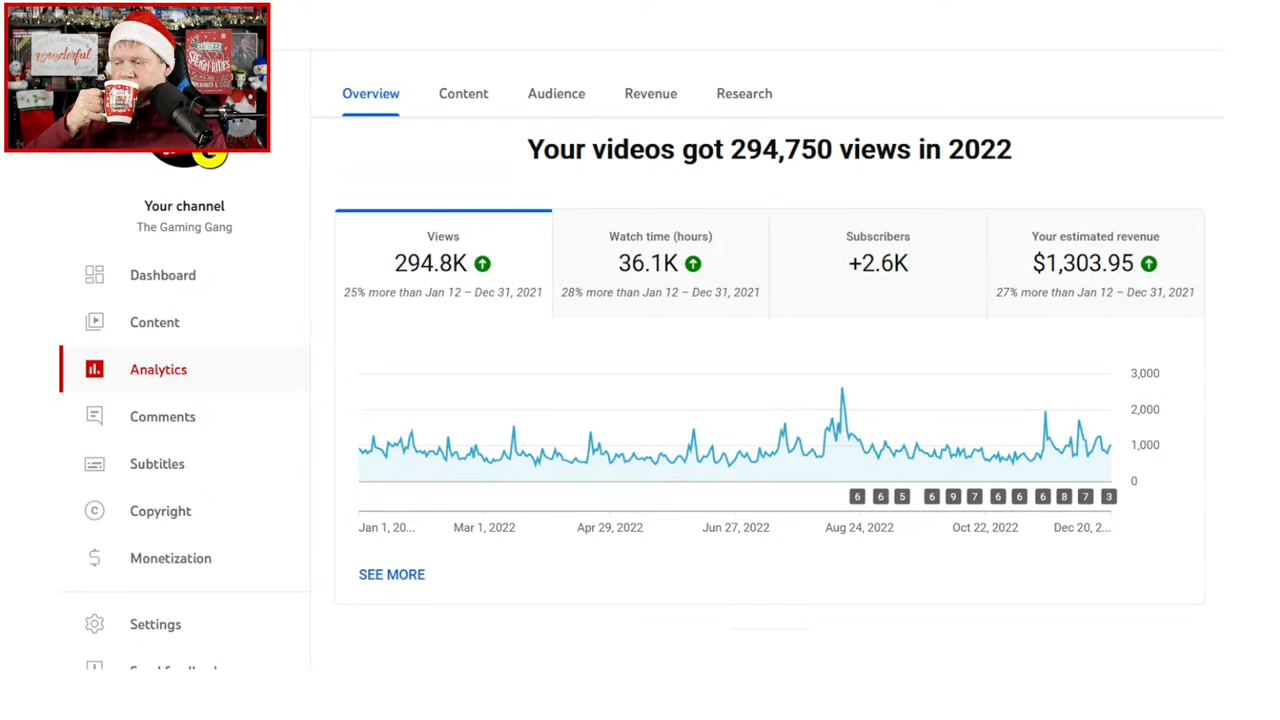 wonderful
REINDEER
SLEIGH RIDES
Overview Content Audience Revenue Research
Your videos got 294,750 views in 2022
Your channel
The Gaming Gang
Dashboard
Content
Analytics
Comments
Subtitles
Copyright
Monetization
Settings
Views
294.8K
25% more than Jan 12 – Dec 31, 2021
Watch time (hours)
36.1K
28% more than Jan 12 – Dec 31, 2021
Subscribers
+2.6K
Your estimated revenue
$1,303.95
27% more than Jan 12 – Dec 31, 2021
3,000
2,000
1,000
0
6 6 5 6 9 7 6 6 6 8 7 3
Jan 1, 20... Mar 1, 2022 Apr 29, 2022 Jun 27, 2022 Aug 24, 2022 Oct 22, 2022 Dec 20, 2...
SEE MORE